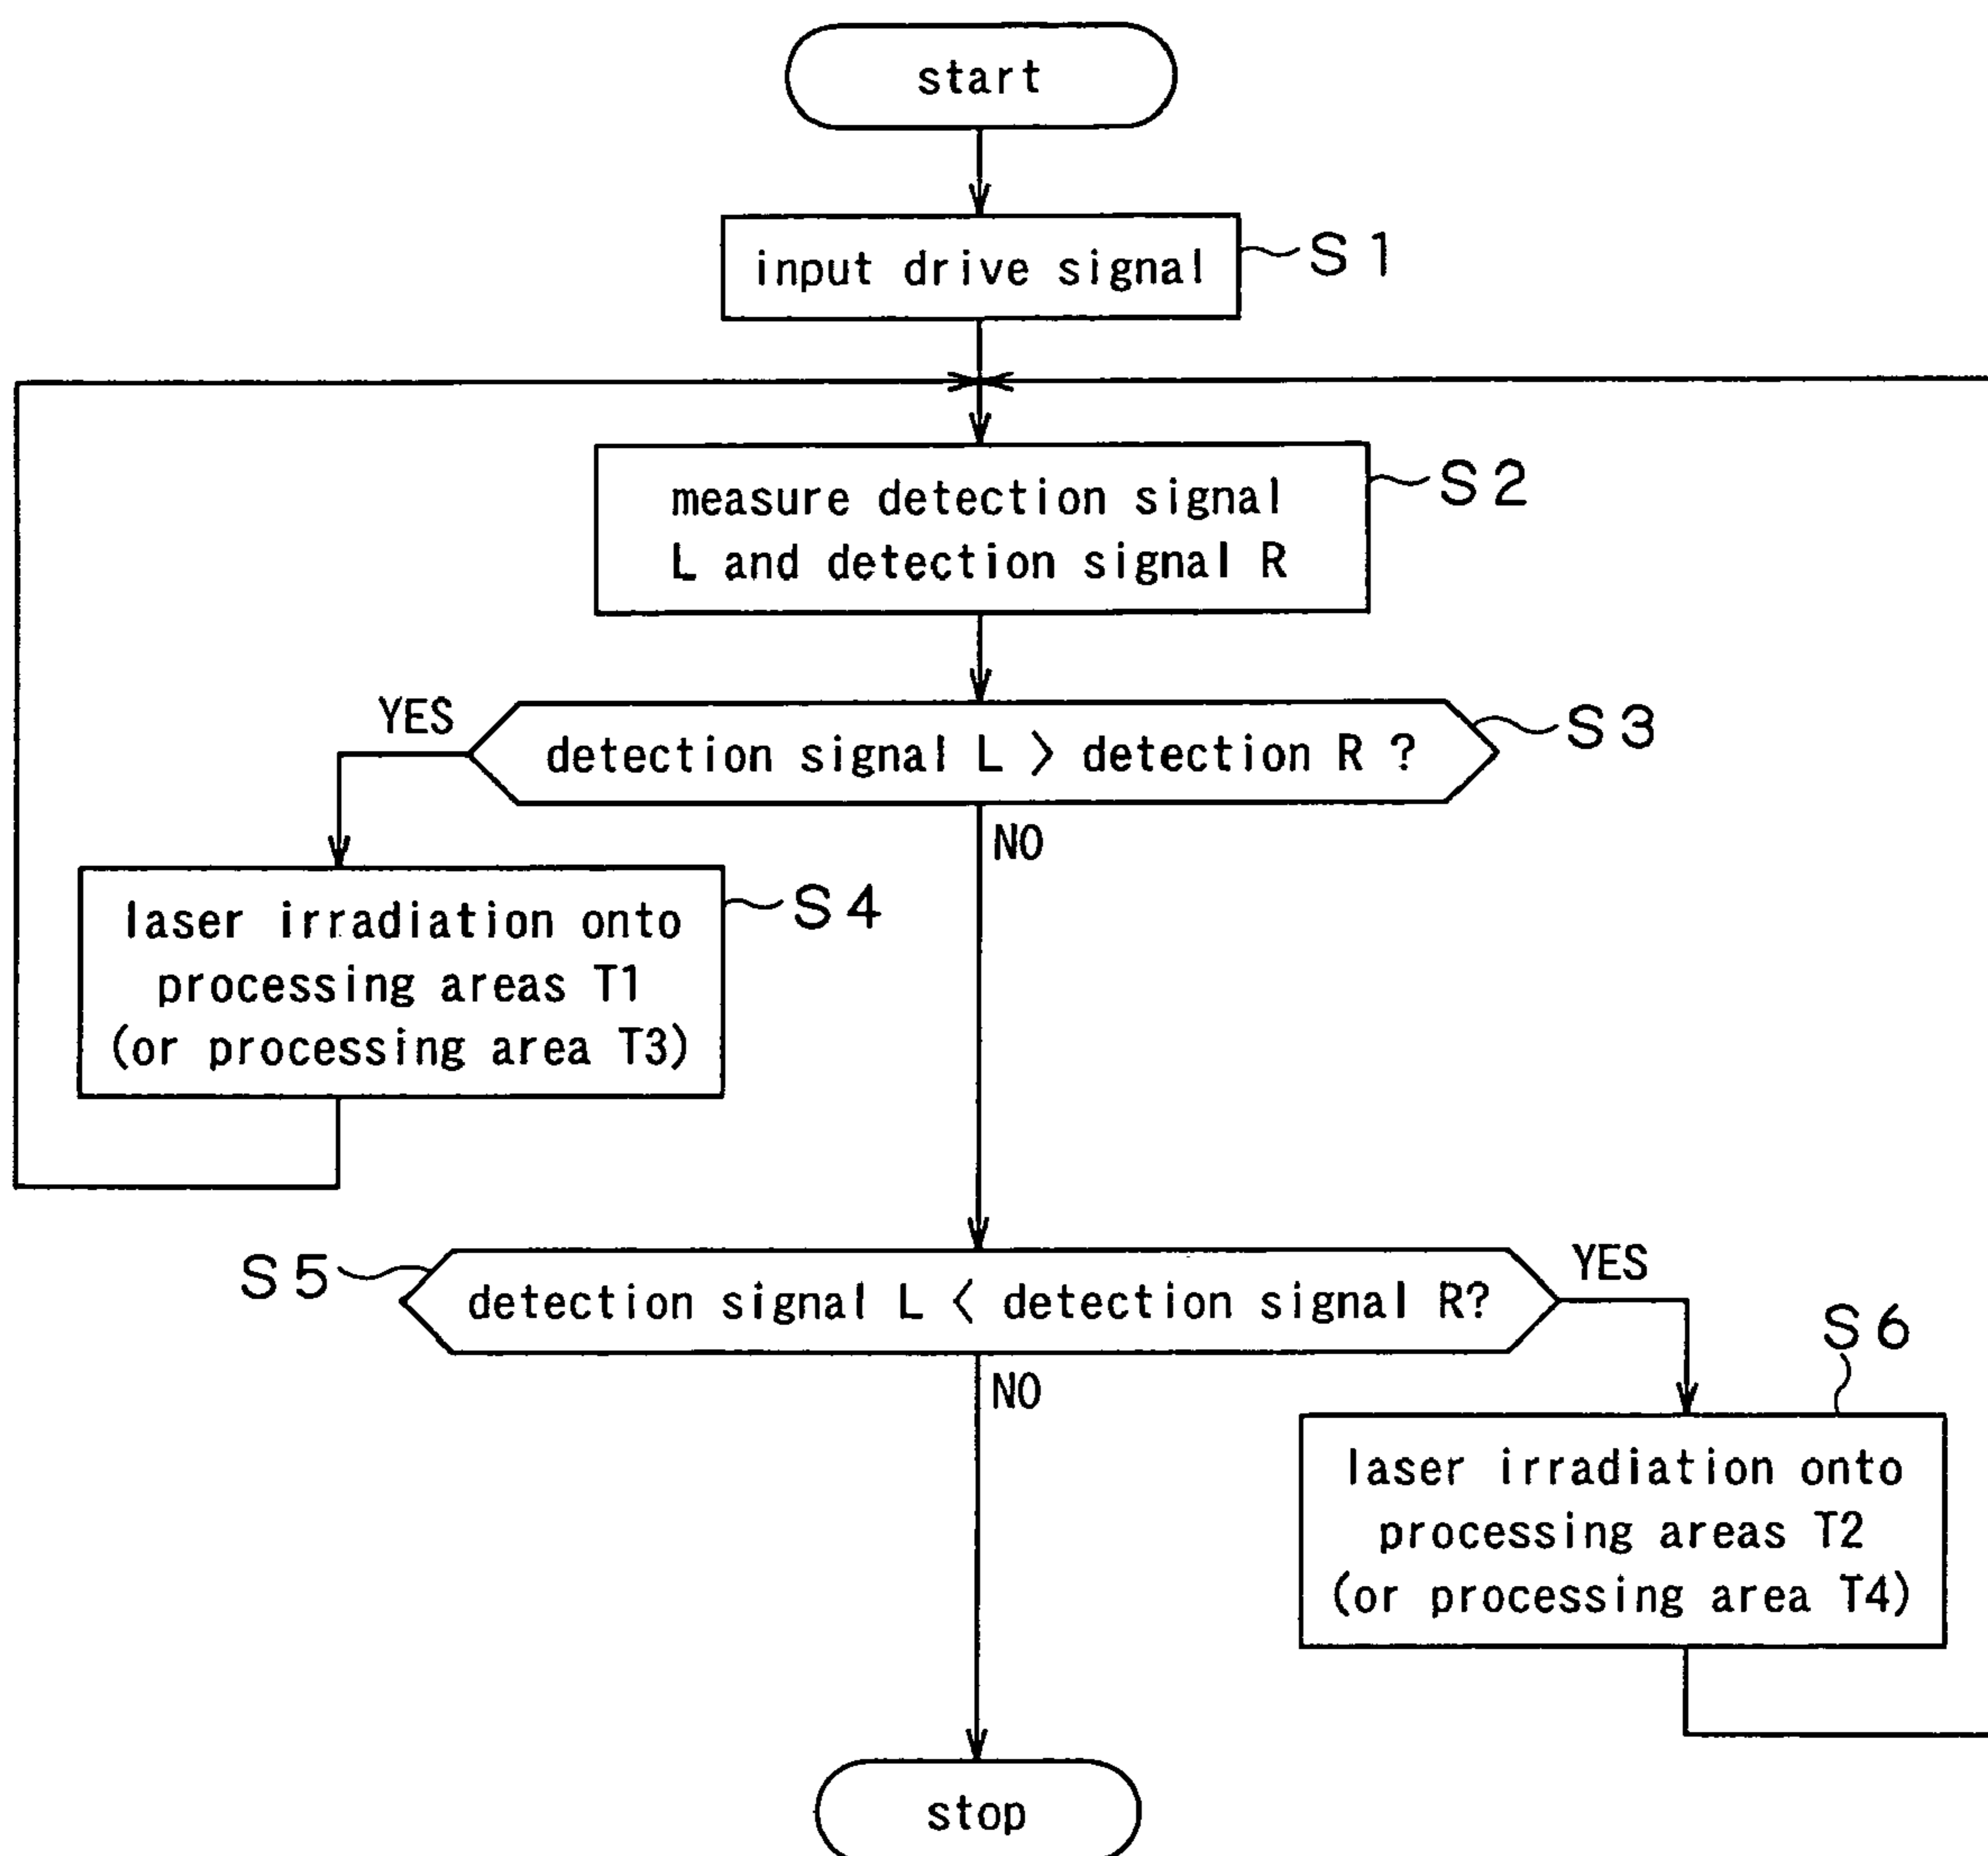 start
input drive signal
S1
measure detection signal
L and detection signal R
S2
YES
detection signal L > detection R ?
S3
NO
laser irradiation onto
processing areas T1
(or processing area T3)
S4
S5
detection signal L < detection signal R?
YES
NO
S6
laser irradiation onto
processing areas T2
(or processing area T4)
stop